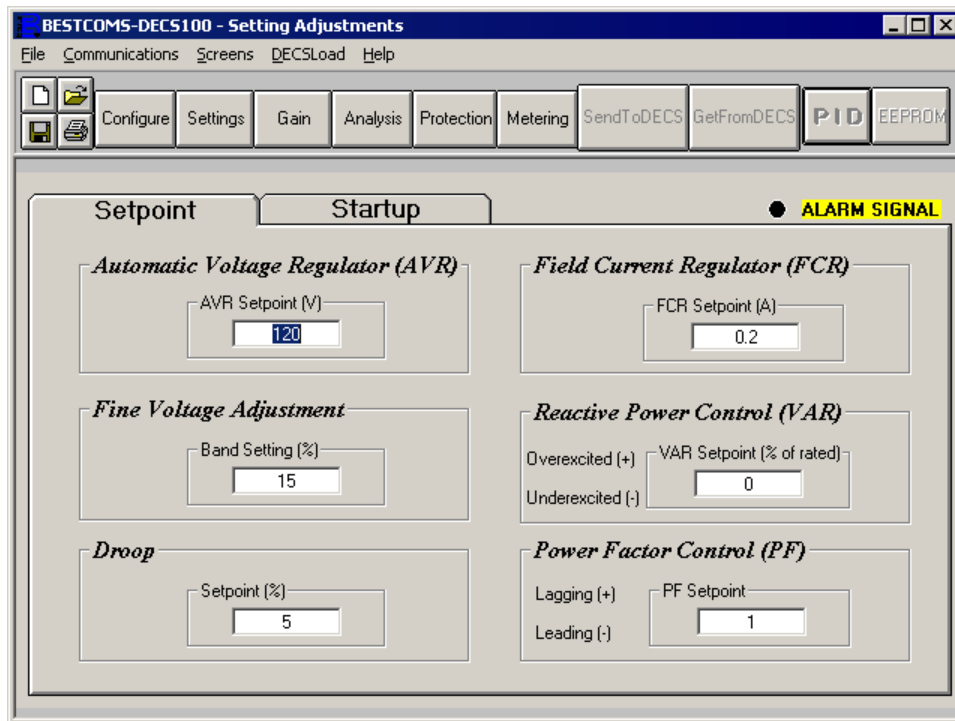 BESTCOMS-DECS100 - Setting Adjustments
File Communications Screens DECSLoad Help
Configure Settings Gain Analysis Protection Metering SendToDECS GetFromDECS PID EEPROM
Setpoint Startup ALARM SIGNAL
Automatic Voltage Regulator (AVR)
AVR Setpoint (V)
120
Field Current Regulator (FCR)
FCR Setpoint (A)
0.2
Fine Voltage Adjustment
Band Setting (%)
15
Reactive Power Control (VAR)
Overexcited (+)
Underexcited (-)
VAR Setpoint (% of rated)
0
Droop
Setpoint (%)
5
Power Factor Control (PF)
Lagging (+)
Leading (-)
PF Setpoint
1